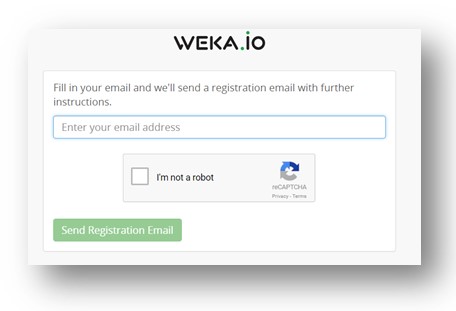 WEKA.iO
Fill in your email and we'll send a registration email with further
instructions.
Enter your email address
I'm not a robot
reCAPTCHA
Privacy - Terms
Send Registration Email